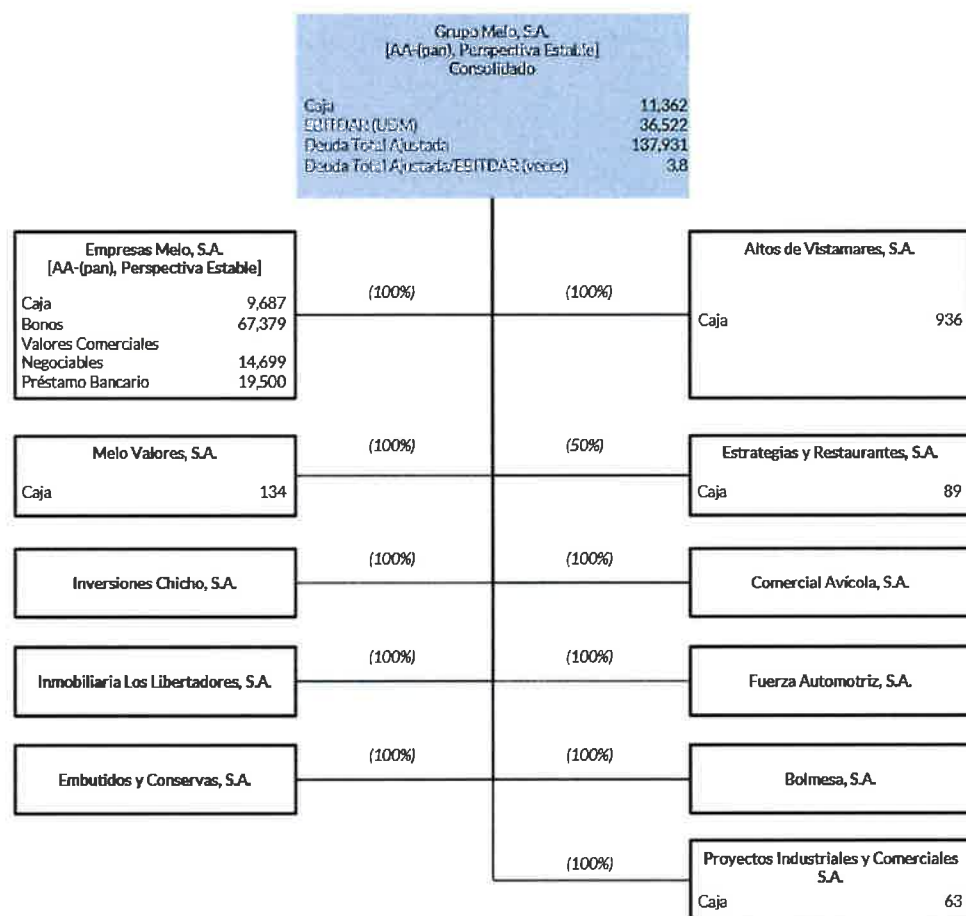 Grupo Melo, S.A.
[AA-(pan), Perspectiva Estable]
Consolidado
Caja 11,362
EBITDAR (UDM) 36,522
Deuda Total Ajustada 137,931
Deuda Total Ajustada/EBITDAR (veces) 3.8
Empresas Melo, S.A.
[AA-(pan), Perspectiva Estable]
Caja 9,687
Bonos 67,379
Valores Comerciales
Negociables 14,699
Préstamo Bancario 19,500
(100%)
(100%)
Altos de Vistamares, S.A.
Caja 936
Melo Valores, S.A.
Caja 134
(100%)
(50%)
Estrategias y Restaurantes, S.A.
Caja 89
Inversiones Chicho, S.A.
(100%)
(100%)
Comercial Avícola, S.A.
Inmobiliaria Los Libertadores, S.A.
(100%)
(100%)
Fuerza Automotriz, S.A.
Embutidos y Conservas, S.A.
(100%)
(100%)
Bolmesa, S.A.
(100%)
Proyectos Industriales y Comerciales
S.A.
Caja 63